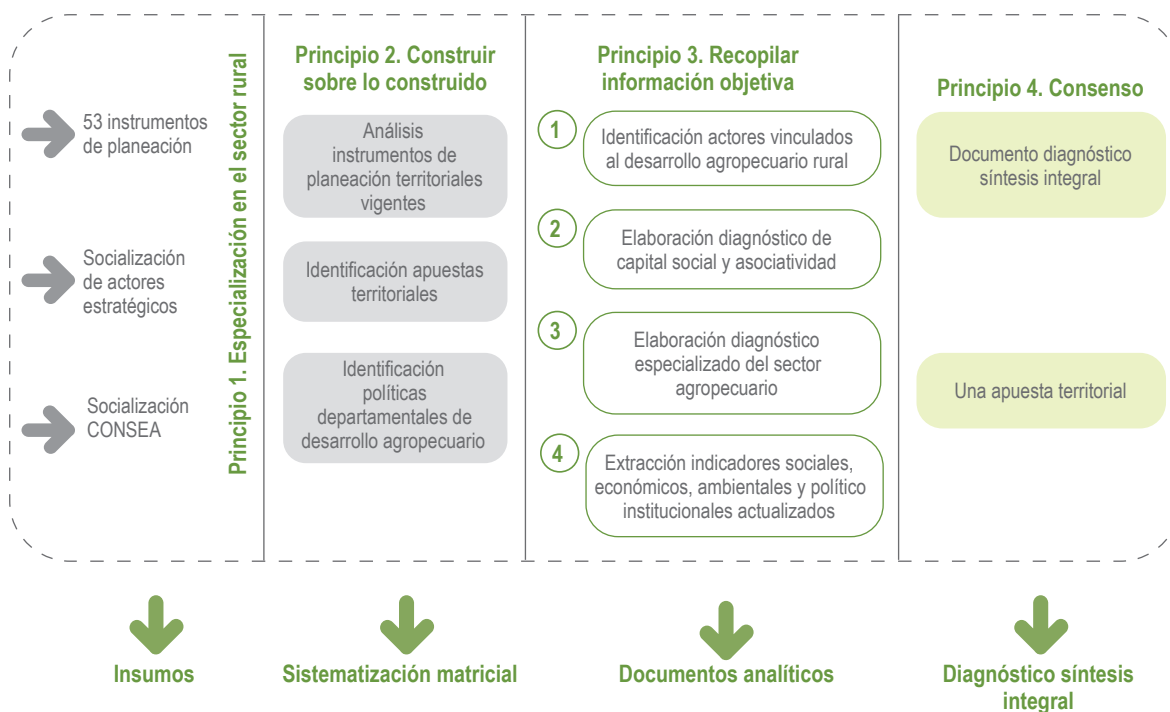 53 instrumentos
de planeación
Socialización
de actores
estratégicos
Socialización
CONSEA
Principio 1. Especialización en el sector rural
Principio 2. Construir
sobre lo construido
Análisis
instrumentos de
planeación territoriales
vigentes
Identificación apuestas
territoriales
Identificación
políticas
departamentales de
desarrollo agropecuario
Principio 3. Recopilar
información objetiva
1
Identificación actores vinculados
al desarrollo agropecuario rural
2
Elaboración diagnóstico de
capital social y asociatividad
3
Elaboración diagnóstico
especializado del sector
agropecuario
4
Extracción indicadores sociales,
económicos, ambientales y político
institucionales actualizados
Principio 4. Consenso
Documento diagnóstico
síntesis integral
Una apuesta territorial
Insumos
Sistematización matricial
Documentos analíticos
Diagnóstico síntesis
integral